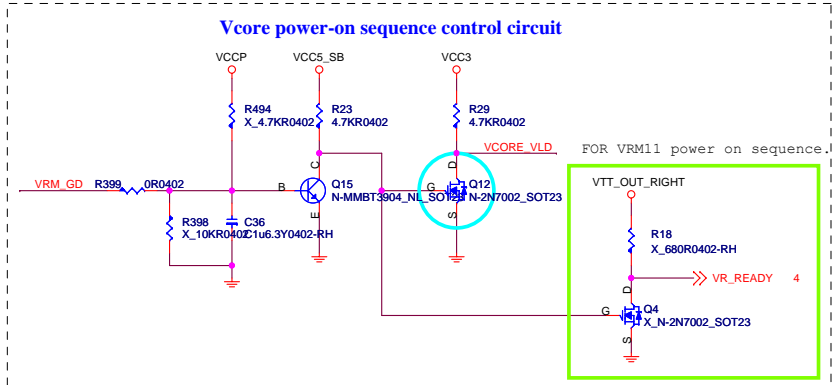 Vcore power-on sequence control circuit
VCCP
VCC5_SB
VCC3
R494
X_4.7KR0402
R23
4.7KR0402
R29
4.7KR0402
VCORE_VLD
FOR VRM11 power on sequence.
VRM_GD
R399
0R0402
B
C
E
Q15
N-MMBT3904_NL_SOT23
G
D
S
Q12
N-2N7002_SOT23
R398
X_10KR0402
C36
C1u6.3Y0402-RH
VTT_OUT_RIGHT
R18
X_680R0402-RH
VR_READY 4
G
D
S
Q4
X_N-2N7002_SOT23